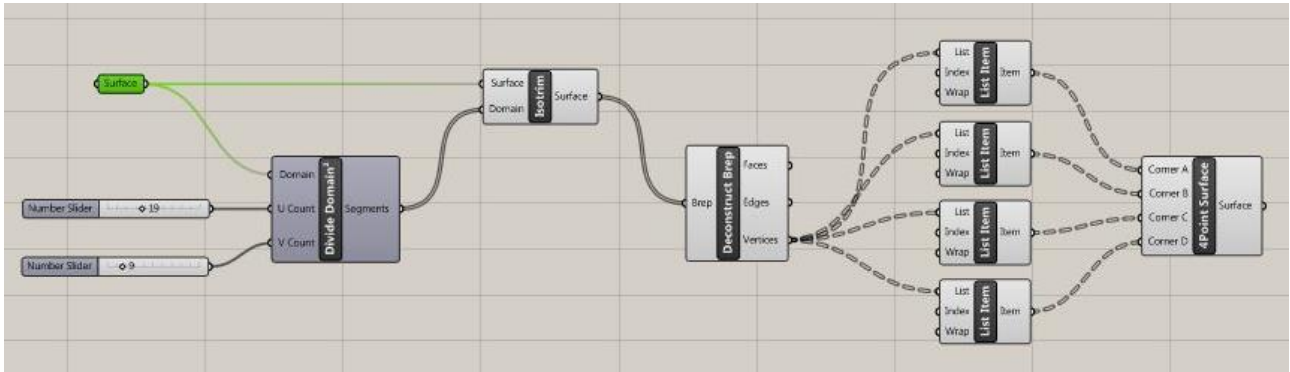 Surface
Number Slider
19
Number Slider
9
Domain
U Count
V Count
Divide Domain²
Segments
Surface
Domain
Isotrim
Surface
Brep
Deconstruct Brep
Faces
Edges
Vertices
List
Index
Wrap
List Item
Item
List
Index
Wrap
List Item
Item
List
Index
Wrap
List Item
Item
List
Index
Wrap
List Item
Item
Corner A
Corner B
Corner C
Corner D
4Point Surface
Surface